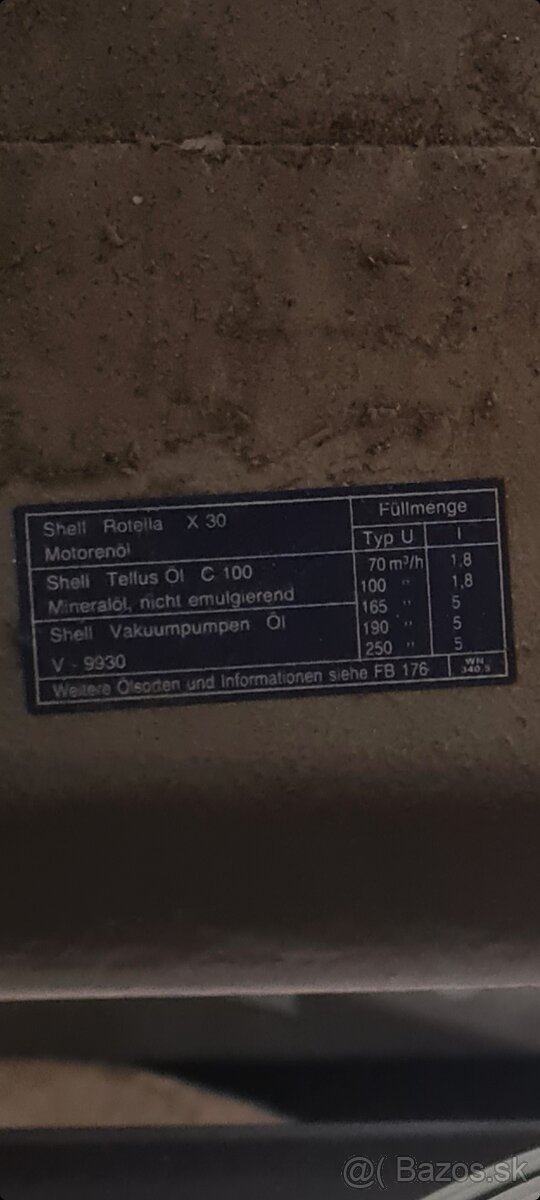 Shell Rotella X 30
Motorenöl
Shell Tellus Öl C 100
Mineralöl, nicht emulgierend
Shell Vakuumpumpen Öl
V - 9930
Füllmenge
Typ U l
70 m³/h 1,8
100 " 1,8
165 " 5
190 " 5
250 " 5
Weitere Ölsorten und Informationen siehe FB 176
WN
340.5
@( Bazos.sk